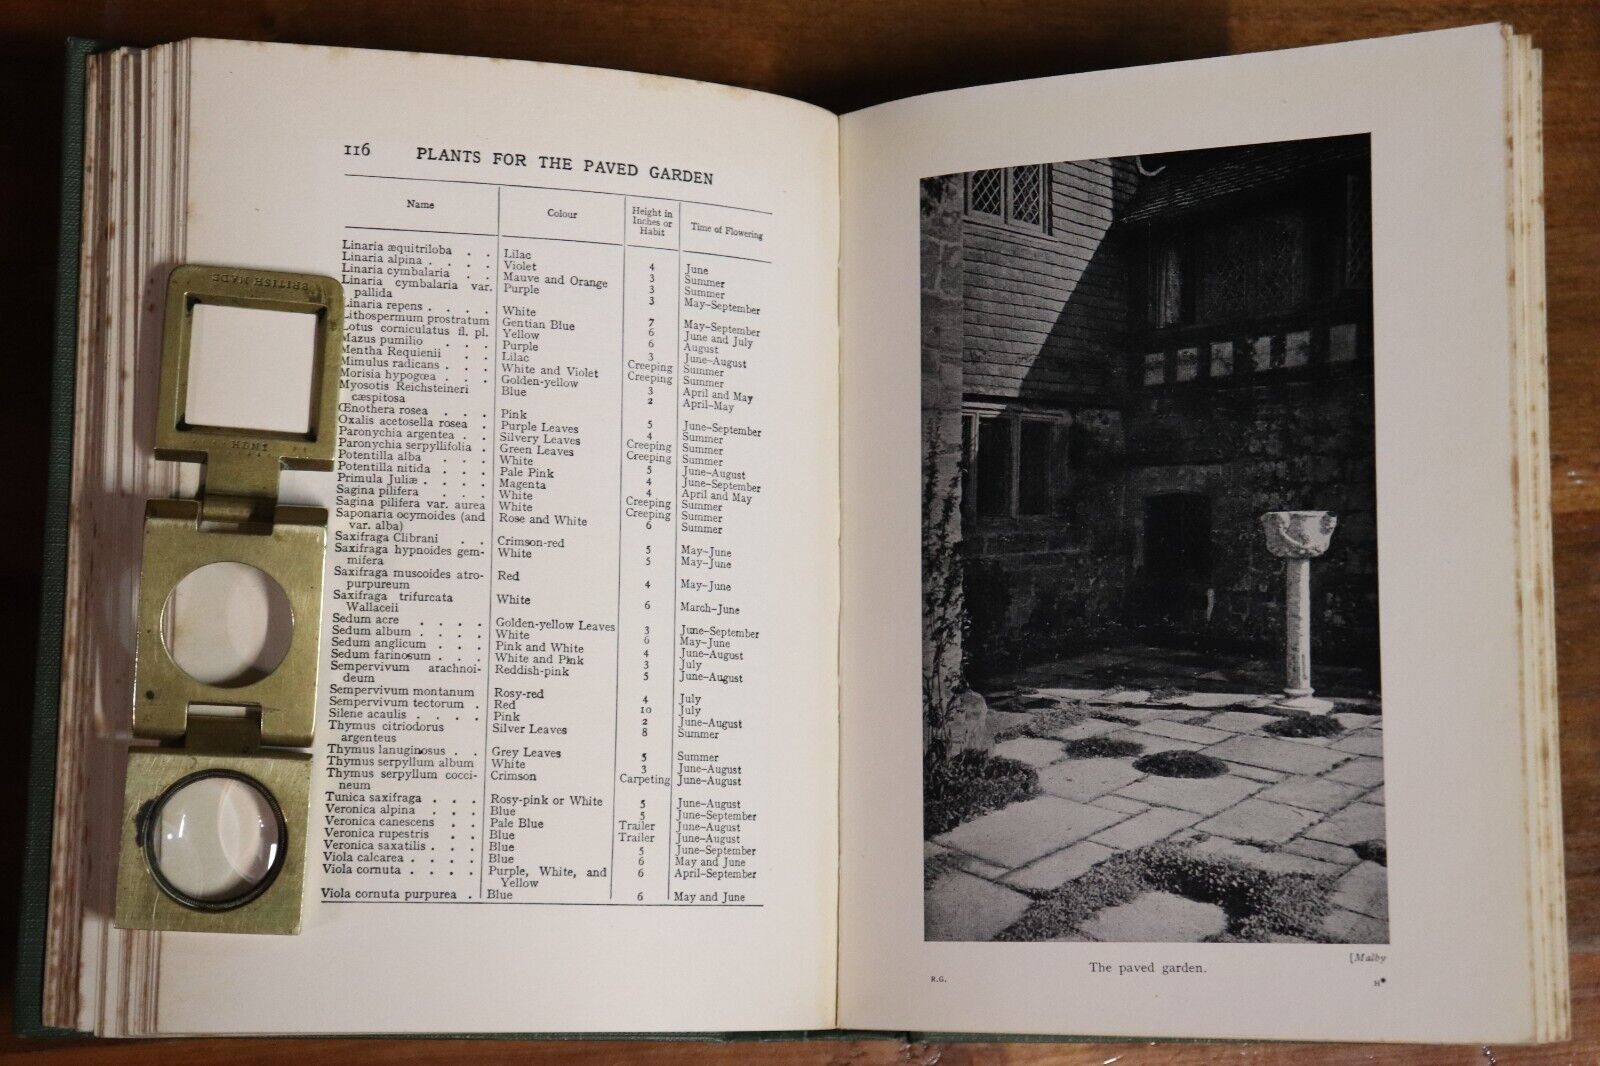 116 PLANTS FOR THE PAVED GARDEN
Name Colour Height in Inches or Habit Time of Flowering
Linaria æquitriloba . . Lilac 4 June
Linaria alpina . . . . Violet 3 Summer
Linaria cymbalaria . . Mauve and Orange 3 Summer
Linaria cymbalaria var. Purple 3 May–September
pallida
Linaria repens . . . . White 7 May–September
Lithospermum prostratum Gentian Blue 6 June and July
Lotus corniculatus fl. pl. Yellow 6 August
Mazus pumilio . . . Purple 3 June–August
Mentha Requienii . . Lilac Creeping Summer
Mimulus radicans . . . White and Violet Creeping Summer
Morisia hypogœa . . . Golden-yellow 3 April and May
Myosotis Reichsteineri Blue 2 April–May
cæspitosa
Œnothera rosea . . . Pink 5 June–September
Oxalis acetosella rosea . Purple Leaves 4 Summer
Paronychia argentea . . Silvery Leaves Creeping Summer
Paronychia serpyllifolia . Green Leaves Creeping Summer
Potentilla alba . . . White 5 June–August
Potentilla nitida . . . Pale Pink 4 June–September
Primula Juliæ . . . . Magenta 4 April and May
Sagina pilifera . . . White Creeping Summer
Sagina pilifera var. aurea White Creeping Summer
Saponaria ocymoides (and Rose and White 6 Summer
var. alba)
Saxifraga Clibrani . . Crimson-red 5 May–June
Saxifraga hypnoides gem- White 5 May–June
mifera
Saxifraga muscoides atro- Red 4 May–June
purpureum
Saxifraga trifurcata White 6 March–June
Wallaceii
Sedum acre . . . . Golden-yellow Leaves 3 June–September
Sedum album . . . . White 6 May–June
Sedum anglicum . . . Pink and White 4 June–August
Sedum farinosum . . . White and Pink 3 July
Sempervivum arachnoi- Reddish-pink 5 June–August
deum
Sempervivum montanum Rosy-red 4 July
Sempervivum tectorum . Red 10 July
Silene acaulis . . . . Pink 2 June–August
Thymus citriodorus Silver Leaves 8 Summer
argenteus
Thymus lanuginosus . . Grey Leaves 5 Summer
Thymus serpyllum album White 3 June–August
Thymus serpyllum cocci- Crimson Carpeting June–August
neum
Tunica saxifraga . . . Rosy-pink or White 5 June–August
Veronica alpina . . . Blue 5 June–September
Veronica canescens . . Pale Blue Trailer June–August
Veronica rupestris . . Blue Trailer June–August
Veronica saxatilis . . Blue 5 June–September
Viola calcarea . . . . Blue 6 May and June
Viola cornuta . . . . Purple, White, and 6 April–September
Yellow
Viola cornuta purpurea . Blue 6 May and June
BRITISH MADE
INCH
[Malby
The paved garden.
R.G. H*